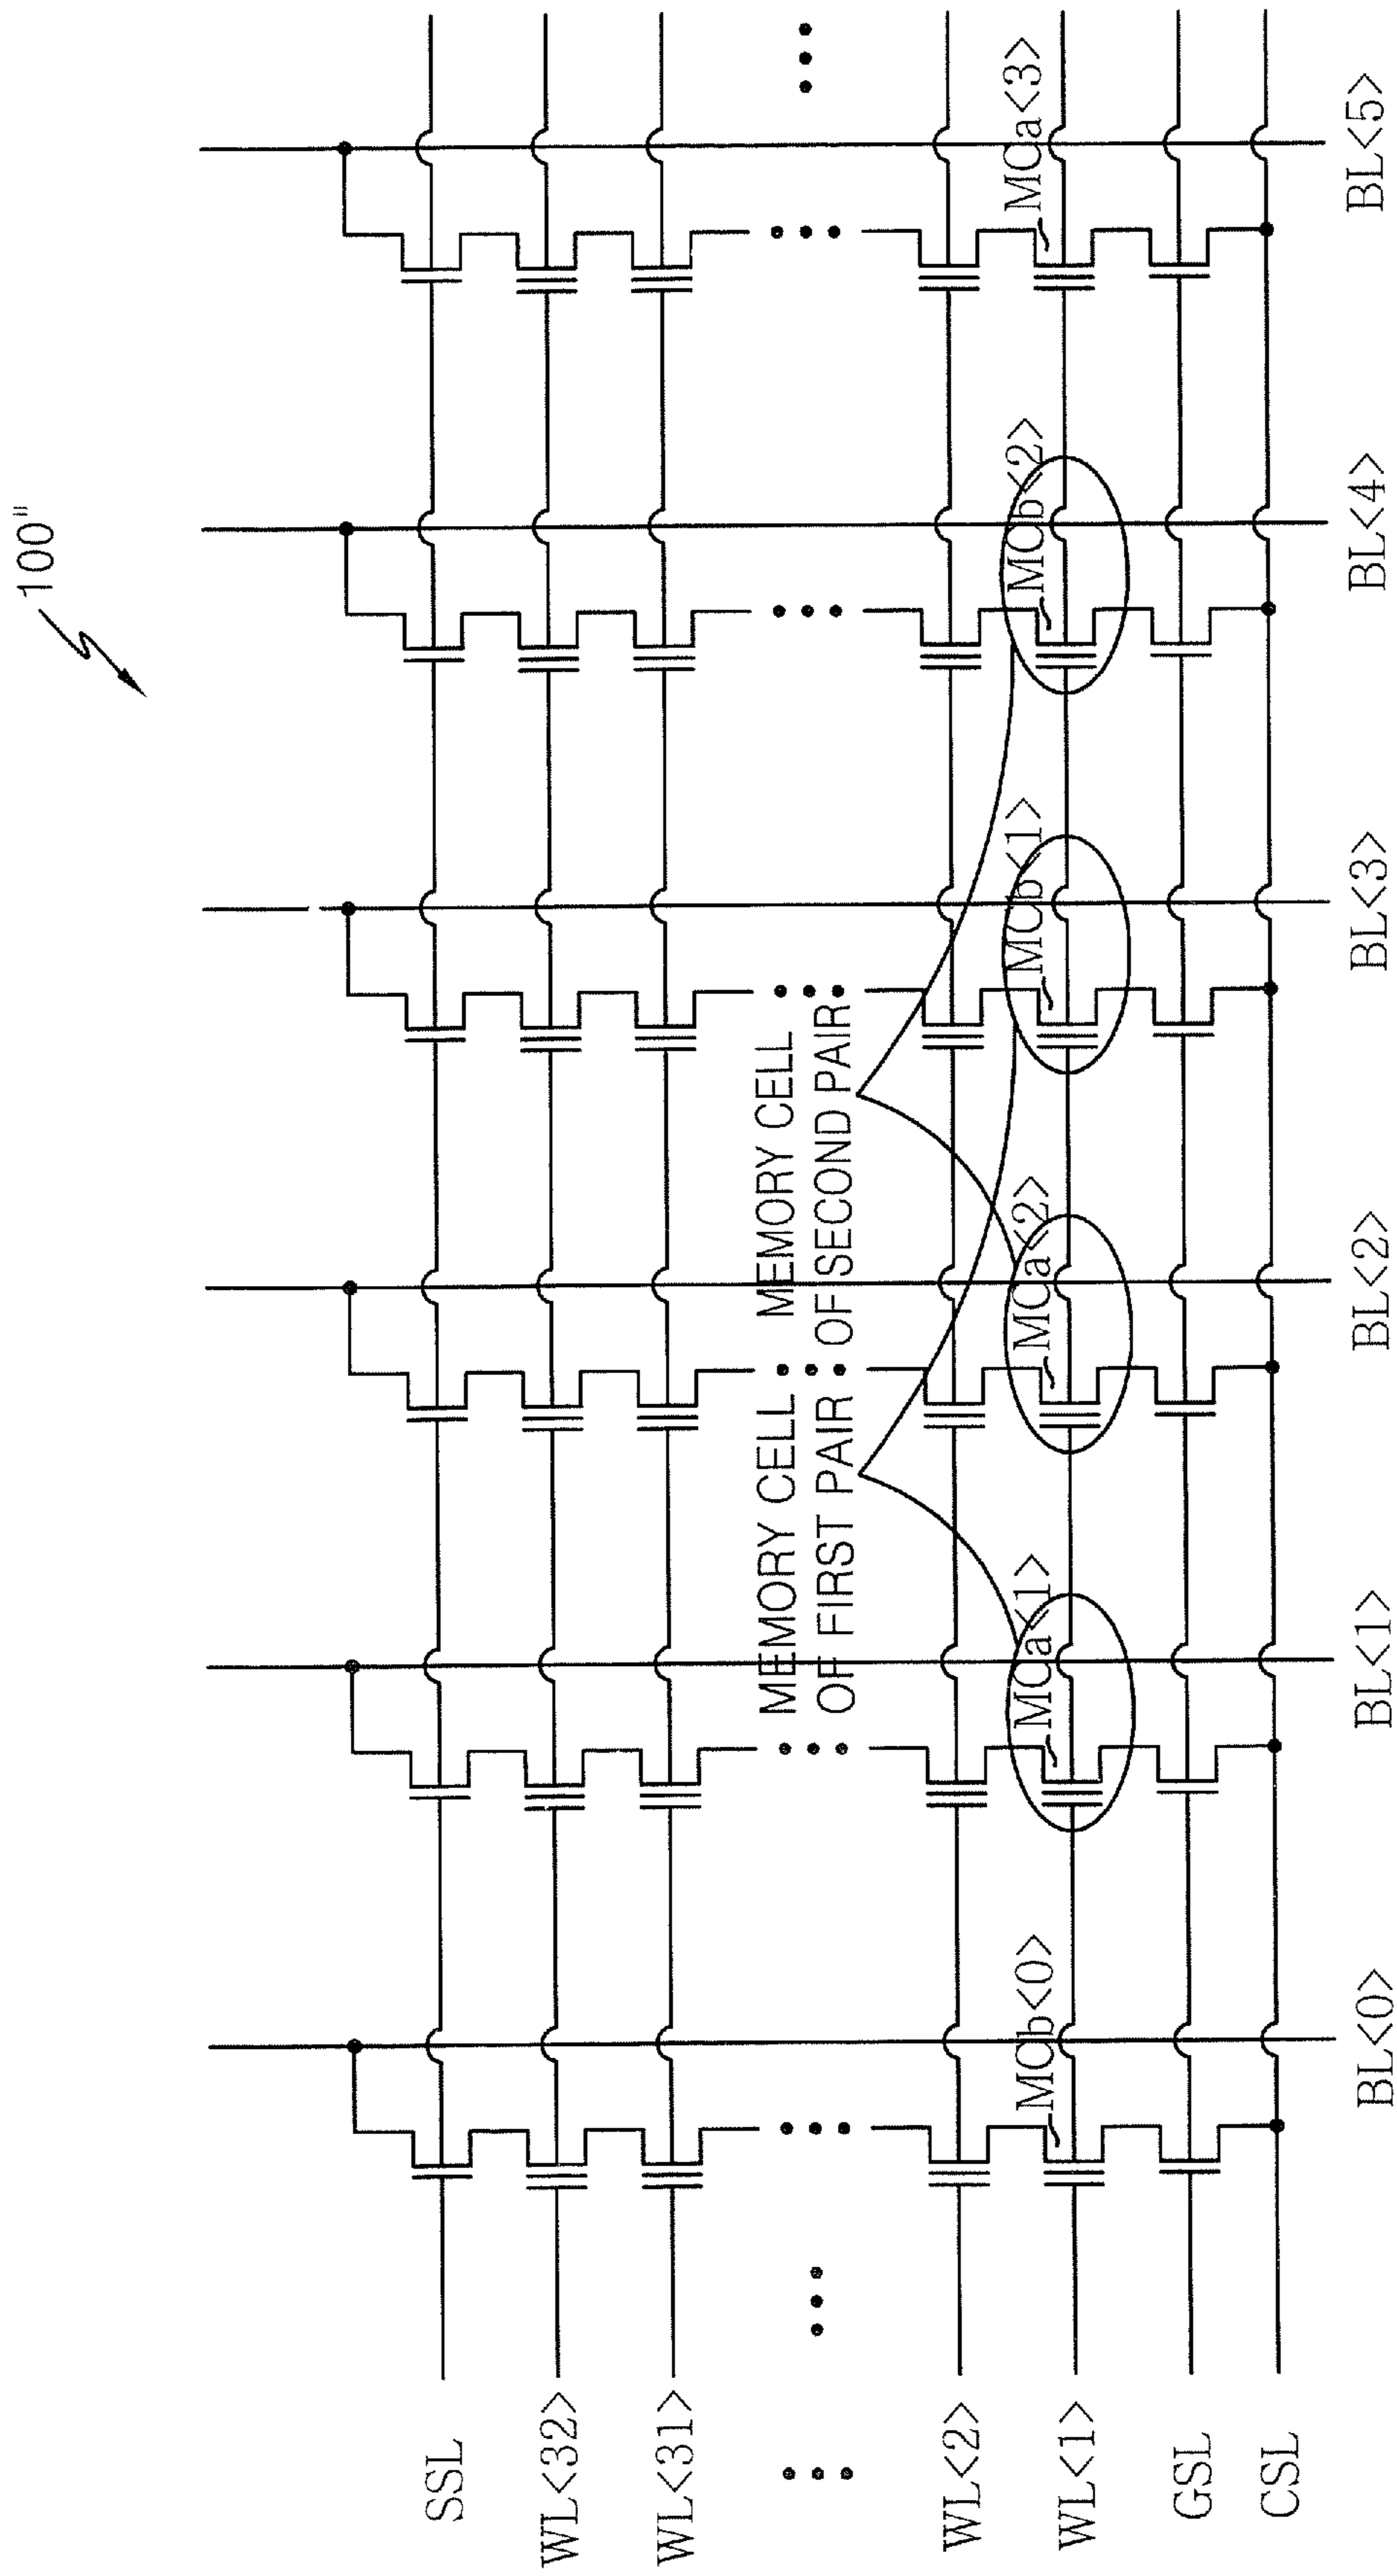 100"
SSL
WL<32>
WL<31>
MEMORY CELL
OF FIRST PAIR
MEMORY CELL
OF SECOND PAIR
WL<2>
MCb<0>
MCa<1>
MCa<2>
MCb<1>
MCb<2>
MCa<3>
WL<1>
GSL
CSL
BL<0>
BL<1>
BL<2>
BL<3>
BL<4>
BL<5>